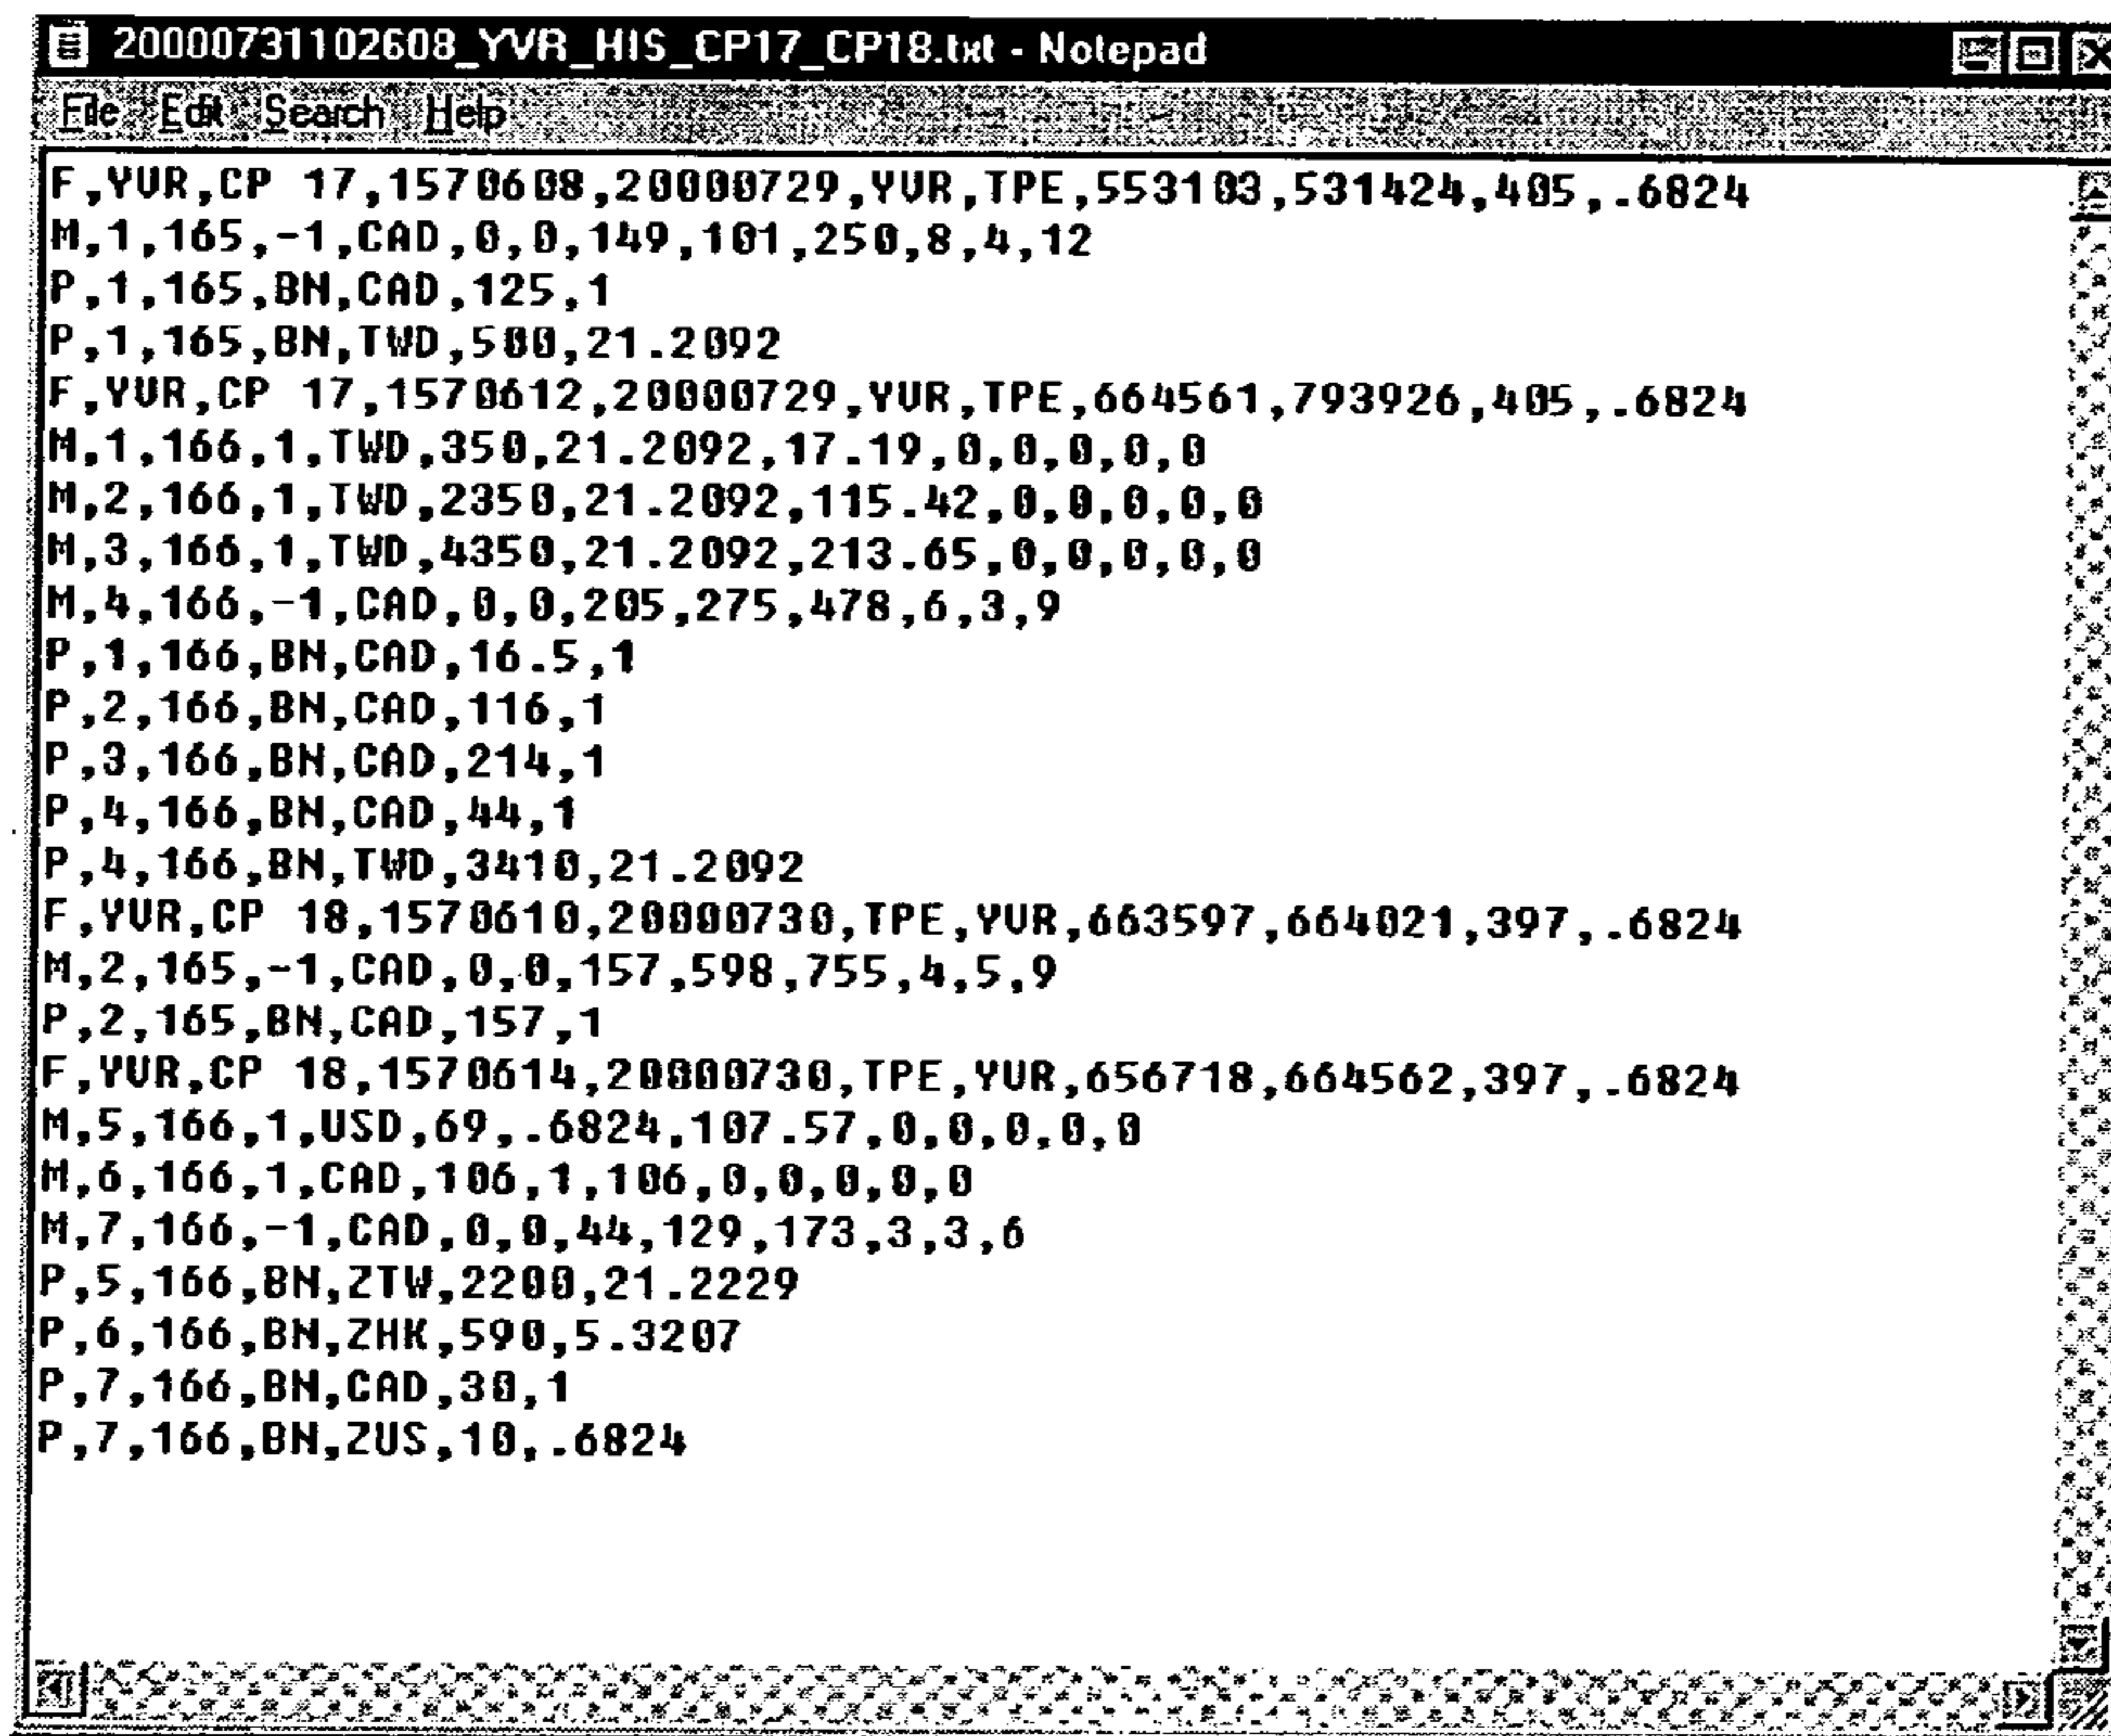 20000731102608_YVR_HIS_CP17_CP18.txt - Notepad
File Edit Search Help
F,YVR,CP 17,1570608,20000729,YVR,TPE,553103,531424,405,.6824
M,1,165,-1,CAD,0,0,149,101,250,8,4,12
P,1,165,BN,CAD,125,1
P,1,165,BN,TWD,500,21.2092
F,YVR,CP 17,1570612,20000729,YVR,TPE,664561,793926,405,.6824
M,1,166,1,TWD,350,21.2092,17.19,0,0,0,0,0
M,2,166,1,TWD,2350,21.2092,115.42,0,0,0,0,0
M,3,166,1,TWD,4350,21.2092,213.65,0,0,0,0,0
M,4,166,-1,CAD,0,0,205,275,478,6,3,9
P,1,166,BN,CAD,16.5,1
P,2,166,BN,CAD,116,1
P,3,166,BN,CAD,214,1
P,4,166,BN,CAD,44,1
P,4,166,BN,TWD,3410,21.2092
F,YVR,CP 18,1570610,20000730,TPE,YVR,663597,664021,397,.6824
M,2,165,-1,CAD,0,0,157,598,755,4,5,9
P,2,165,BN,CAD,157,1
F,YVR,CP 18,1570614,20000730,TPE,YVR,656718,664562,397,.6824
M,5,166,1,USD,69,.6824,107.57,0,0,0,0,0
M,6,166,1,CAD,106,1,106,0,0,0,0,0
M,7,166,-1,CAD,0,0,44,129,173,3,3,6
P,5,166,BN,ZTW,2200,21.2229
P,6,166,BN,ZHK,590,5.3207
P,7,166,BN,CAD,30,1
P,7,166,BN,ZUS,10,.6824